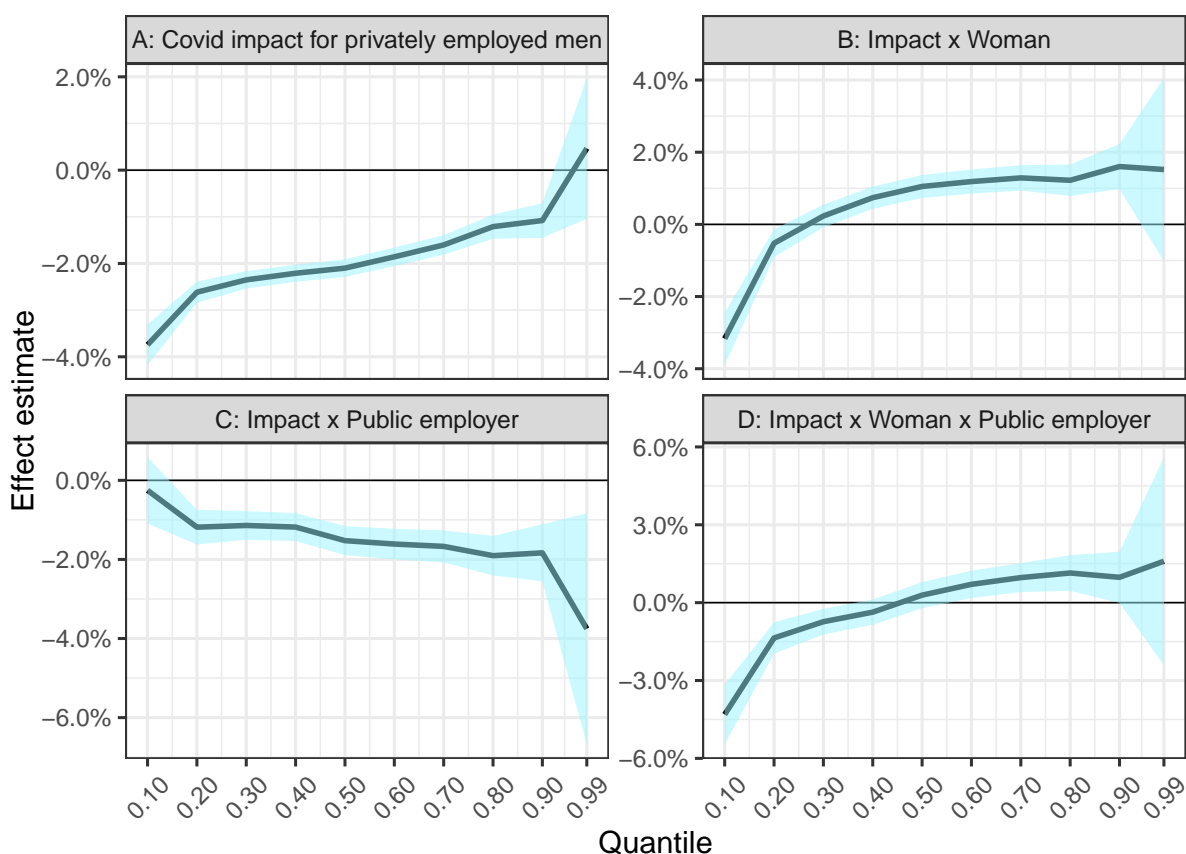 A: Covid impact for privately employed men
B: Impact x Woman
2.0%
0.0%
−2.0%
−4.0%
4.0%
2.0%
0.0%
−2.0%
−4.0%
C: Impact x Public employer
D: Impact x Woman x Public employer
0.0%
−2.0%
−4.0%
−6.0%
6.0%
3.0%
0.0%
−3.0%
−6.0%
0.10 0.20 0.30 0.40 0.50 0.60 0.70 0.80 0.90 0.99
0.10 0.20 0.30 0.40 0.50 0.60 0.70 0.80 0.90 0.99
Effect estimate
Quantile